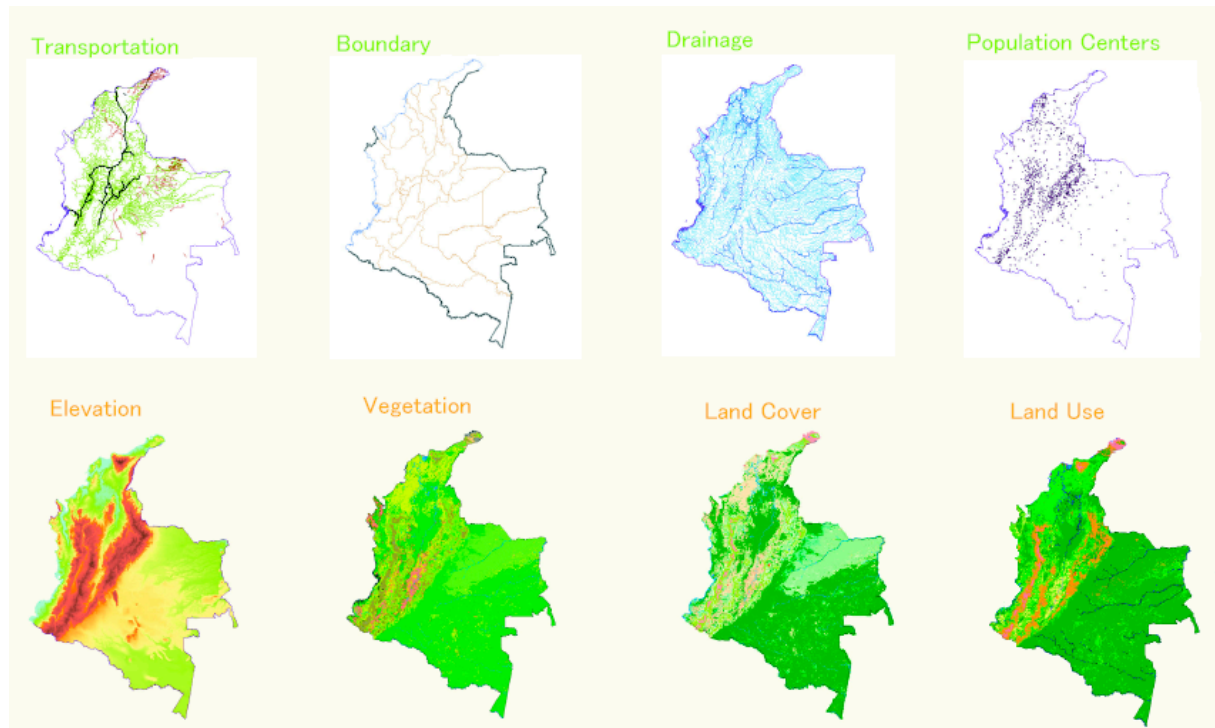 Transportation
Boundary
Drainage
Population Centers
Elevation
Vegetation
Land Cover
Land Use